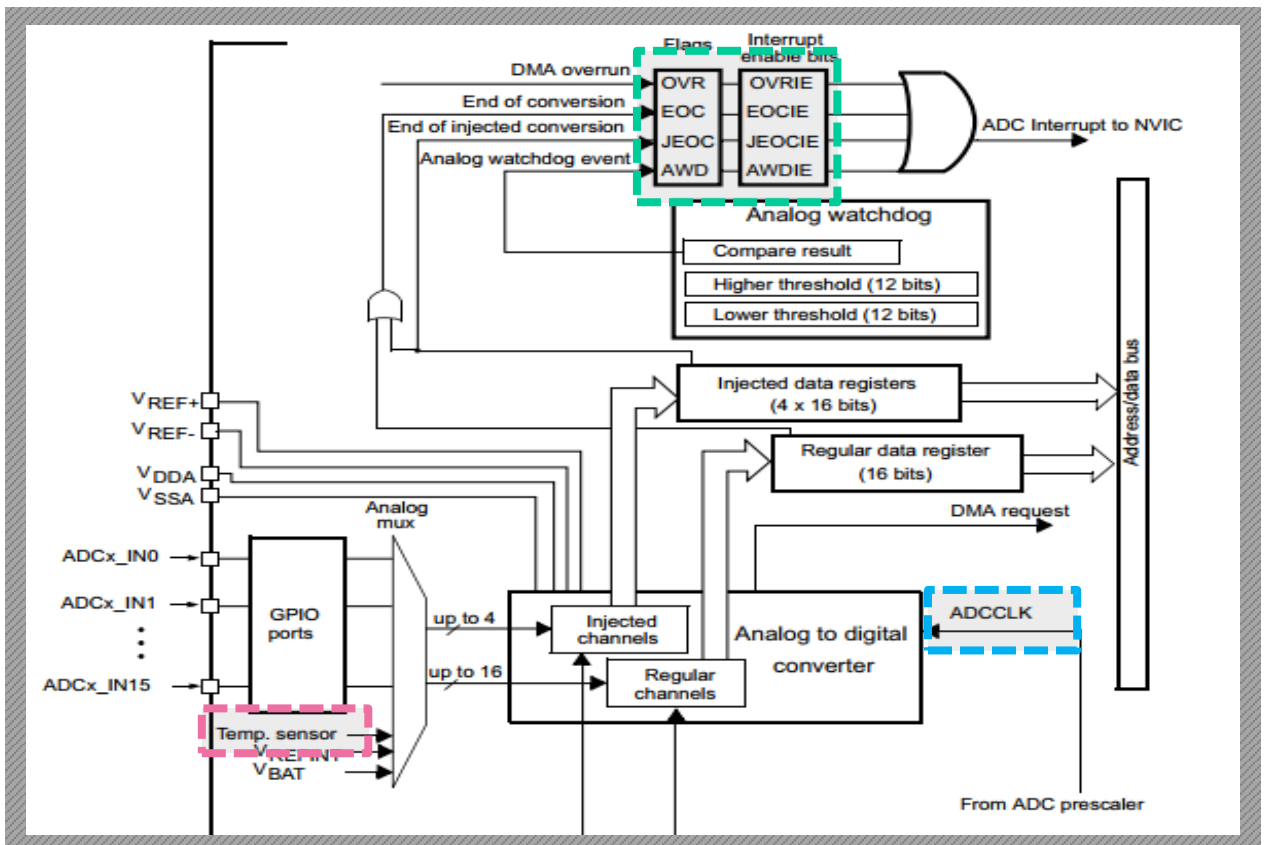 Flags
Interrupt
enable bits
DMA overrun
OVR
OVRIE
End of conversion
EOC
EOCIE
End of injected conversion
JEOC
JEOCIE
ADC Interrupt to NVIC
Analog watchdog event
AWD
AWDIE
Analog watchdog
Compare result
Higher threshold (12 bits)
Lower threshold (12 bits)
Address/data bus
Injected data registers
(4 x 16 bits)
VREF+
VREF-
Regular data register
(16 bits)
VDDA
VSSA
Analog
mux
DMA request
ADCx_IN0
ADCx_IN1
GPIO
ports
up to 4
Injected
channels
Analog to digital
converter
ADCCLK
ADCx_IN15
up to 16
Regular
channels
Temp. sensor
VREFINT
VBAT
From ADC prescaler